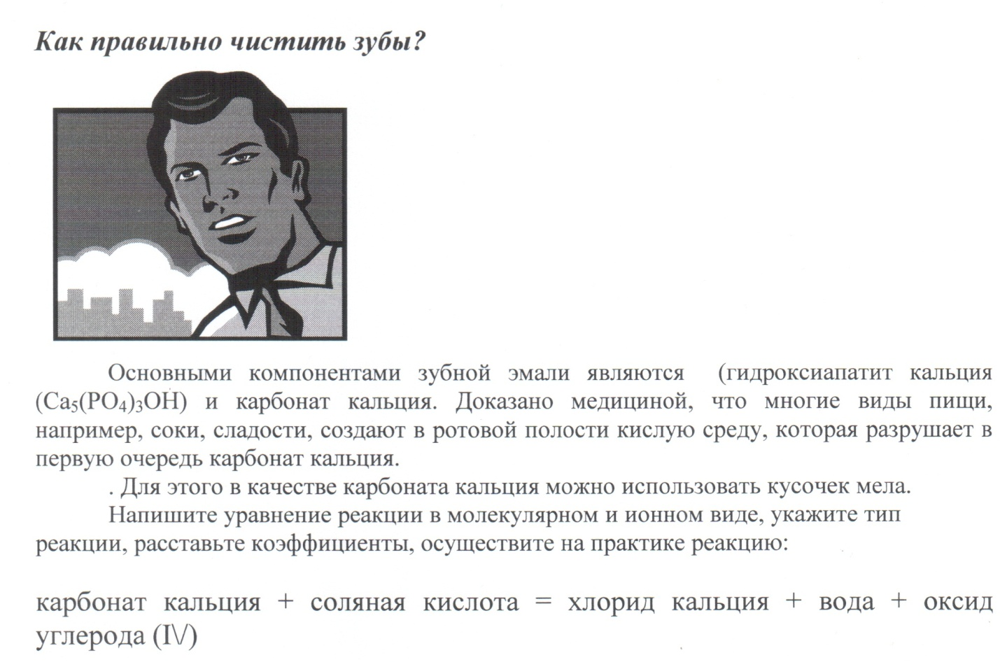 Как правильно чистить зубы?
Основными компонентами зубной эмали являются (гидроксиапатит кальция
(Ca₅(PO₄)₃OH) и карбонат кальция. Доказано медициной, что многие виды пищи,
например, соки, сладости, создают в ротовой полости кислую среду, которая разрушает в
первую очередь карбонат кальция.
. Для этого в качестве карбоната кальция можно использовать кусочек мела.
Напишите уравнение реакции в молекулярном и ионном виде, укажите тип
реакции, расставьте коэффициенты, осуществите на практике реакцию:
карбонат кальция + соляная кислота = хлорид кальция + вода + оксид
углерода (I\/)